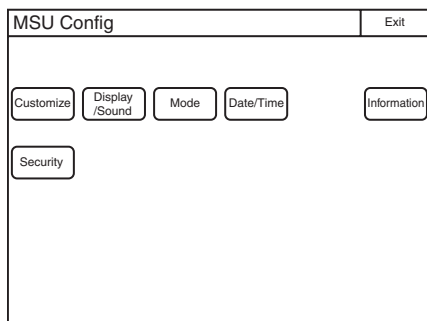 MSU Config
Exit
Customize
Display
/Sound
Mode
Date/Time
Information
Security